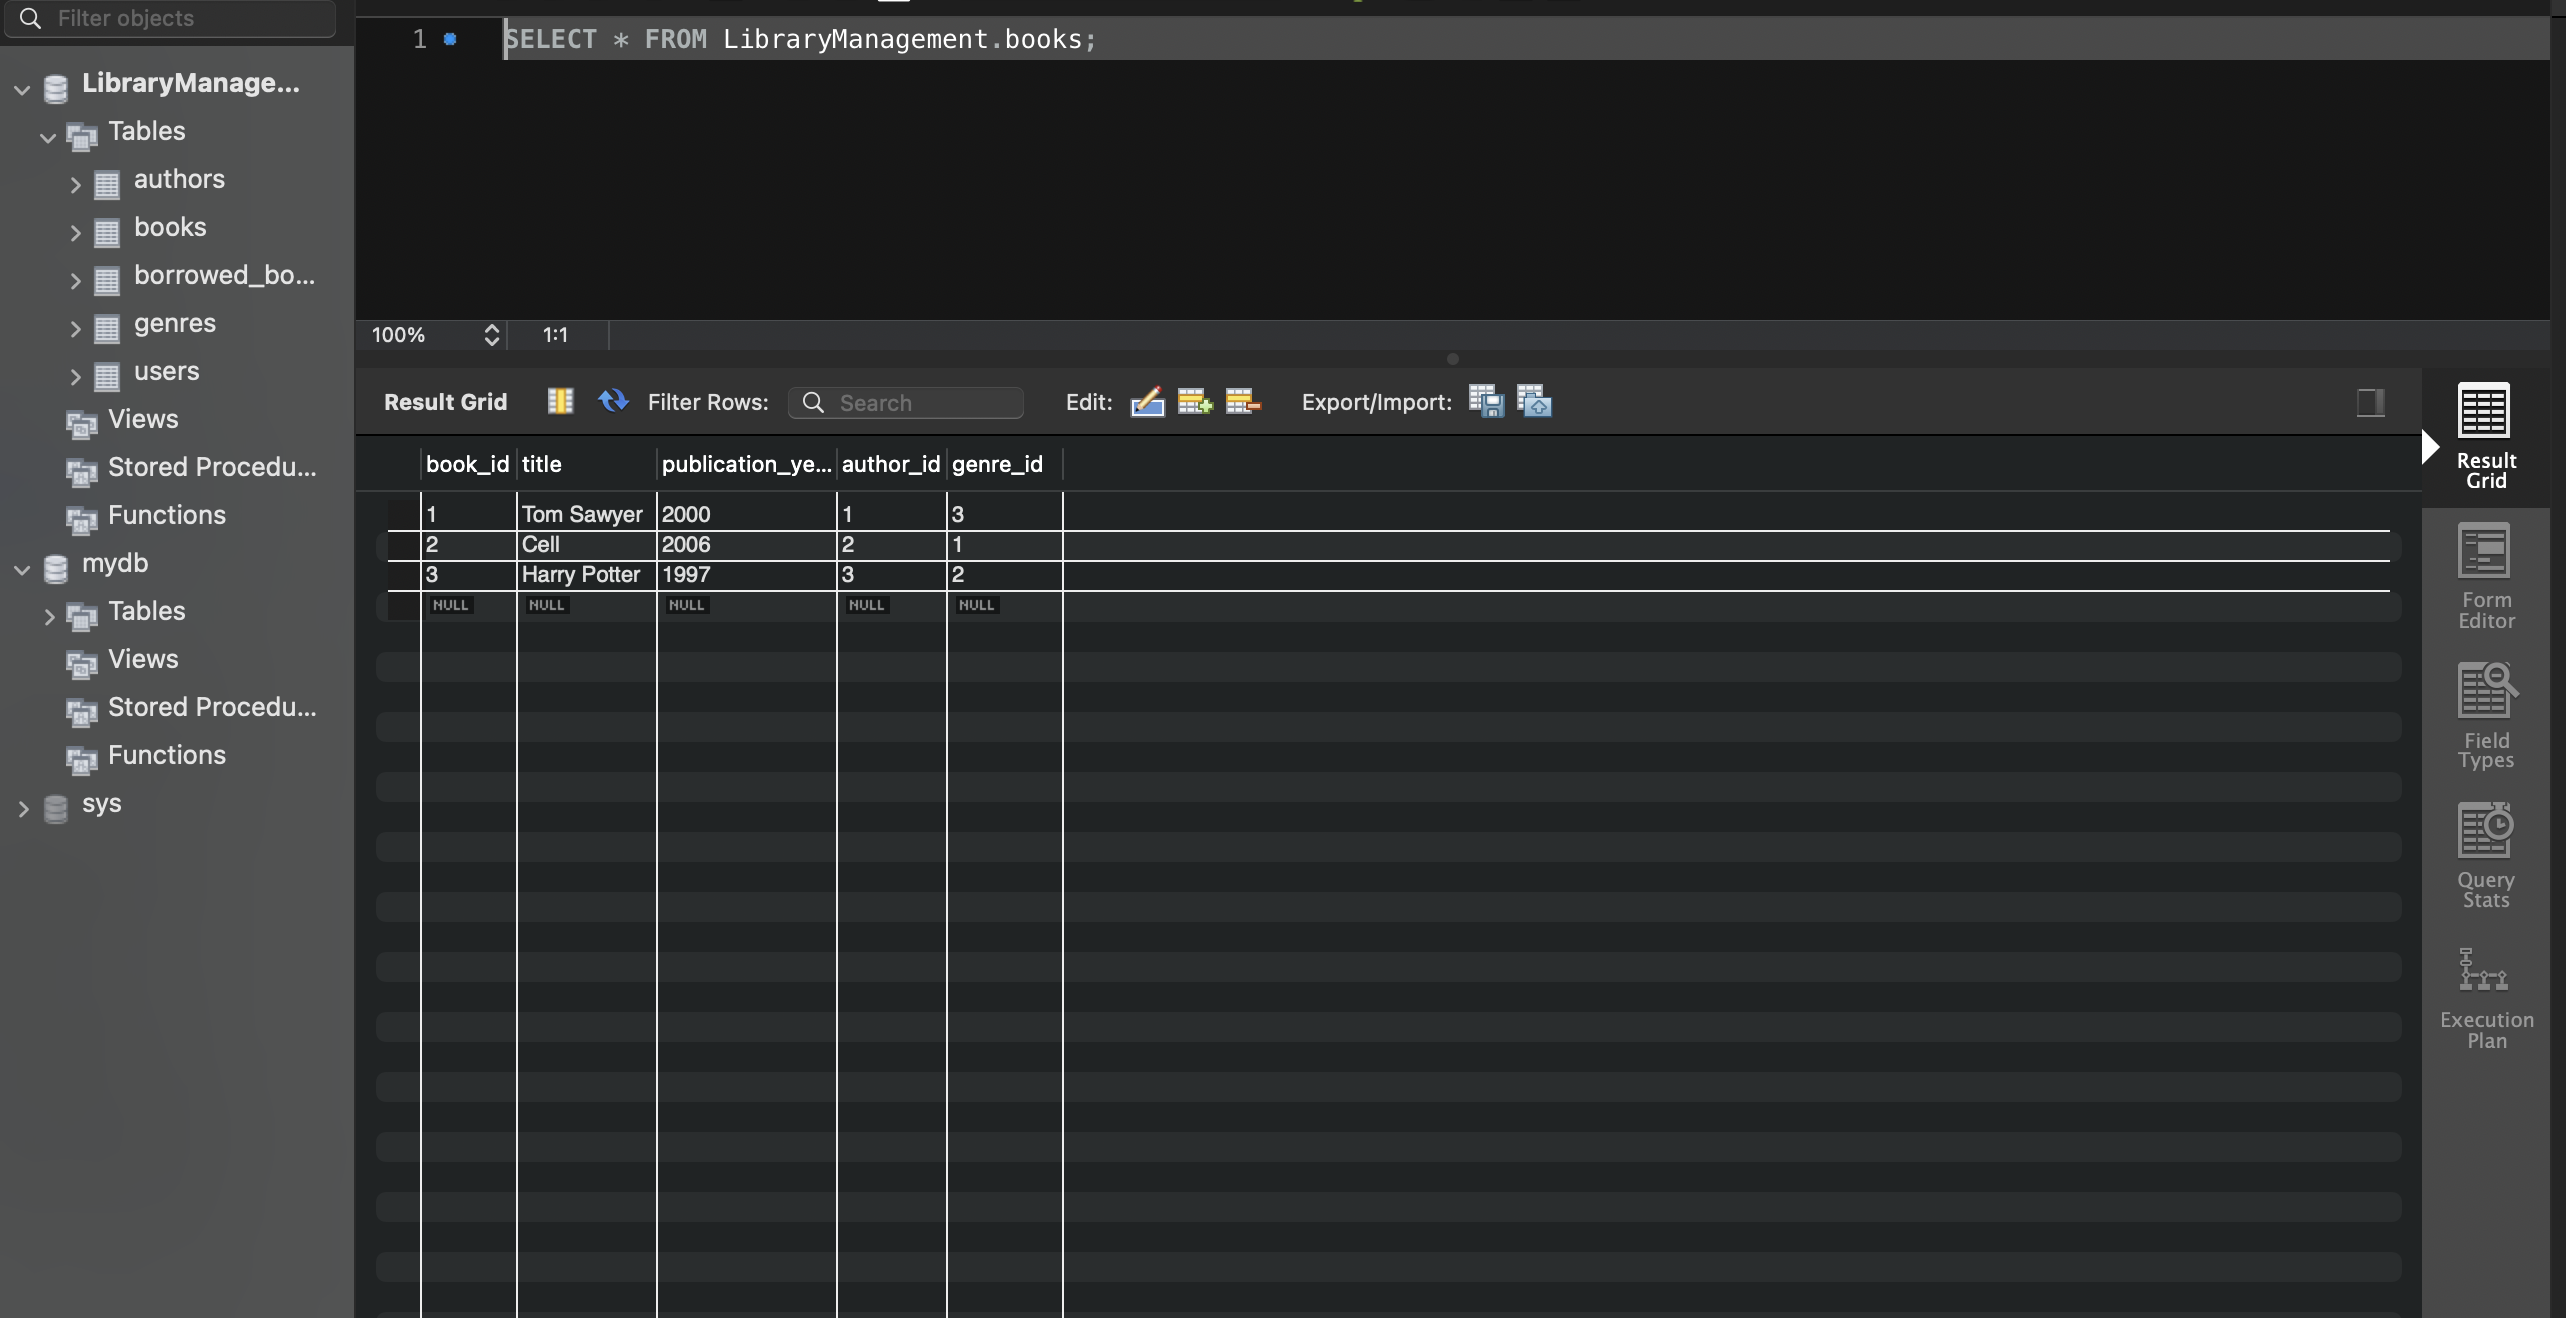 Filter objects
LibraryManage...
Tables
authors
books
borrowed_bo...
genres
users
Views
Stored Procedu...
Functions
mydb
Tables
Views
Stored Procedu...
Functions
sys
1 SELECT * FROM LibraryManagement.books;
100% 1:1
Result Grid Filter Rows: Search Edit: Export/Import:
book_id title publication_ye... author_id genre_id
1 Tom Sawyer 2000 1 3
2 Cell 2006 2 1
3 Harry Potter 1997 3 2
NULL NULL NULL NULL NULL
Result
Grid
Form
Editor
Field
Types
Query
Stats
Execution
Plan